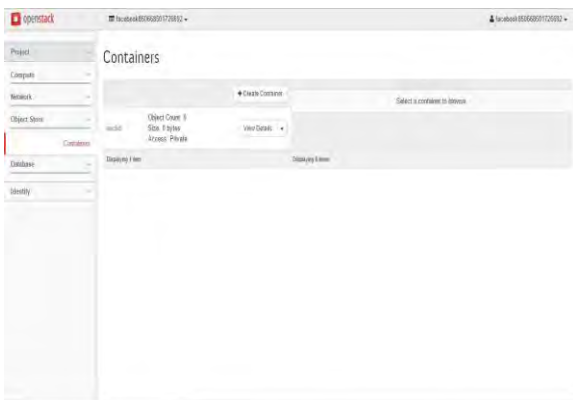 openstack
Project
Compute
Network
Object Store
Containers
Database
Identity
Containers
+ Create Container
Object Count: 0
Size: 0 bytes
Access: Private
View Details
Displaying 1 item
Select a container to browse.
Displaying 0 items